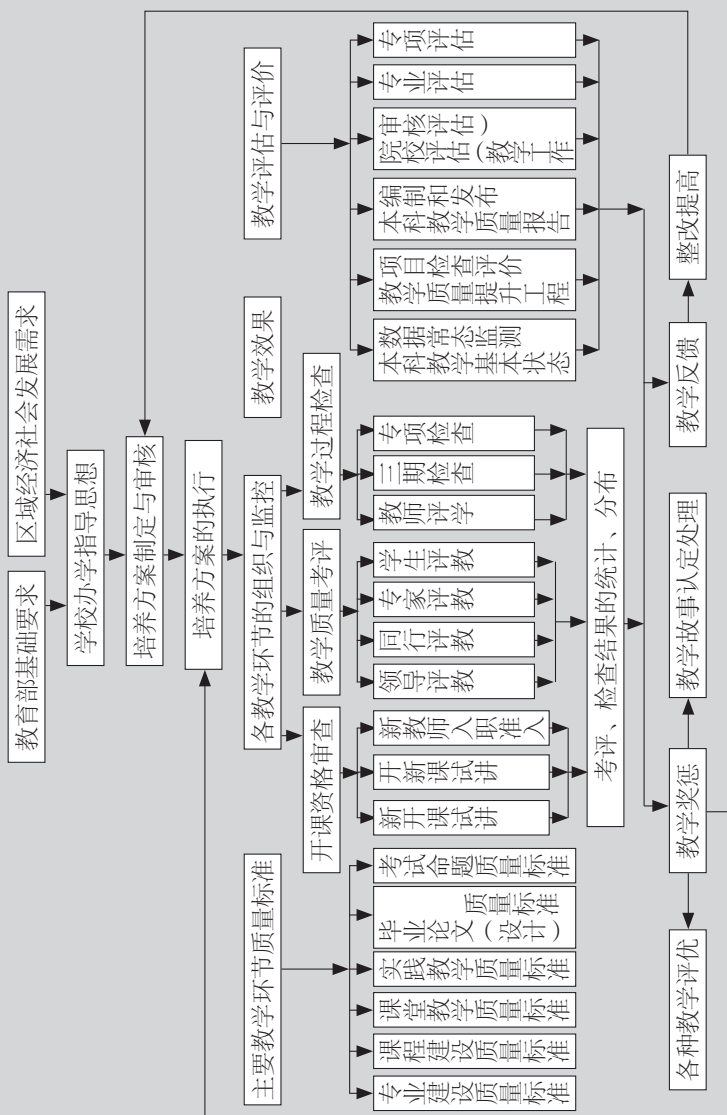 教育部基础要求
区域经济社会发展需求
学校办学指导思想
培养方案制定与审核
培养方案的执行
主要教学环节质量标准
各教学环节的组织与监控
教学效果
教学评估与评价
开课资格审查
教学质量考评
教学过程检查
专业建设质量标准
课程建设质量标准
课堂教学质量标准
实践教学质量标准
毕业论文(设计)
质量标准
考试命题质量标准
新开课试讲
开新课试讲
新教师入职准入
领导评教
同行评教
专家评教
学生评教
教师评学
三期检查
专项检查
本科教学基本状态
数据常态监测
教学质量提升工程
项目检查评价
本科教学质量报告
编制和发布
院校评估(教学工作
审核评估)
专业评估
专项评估
考评、检查结果的统计、分布
各种教学评优
教学奖惩
教学故事认定处理
教学反馈
整改提高